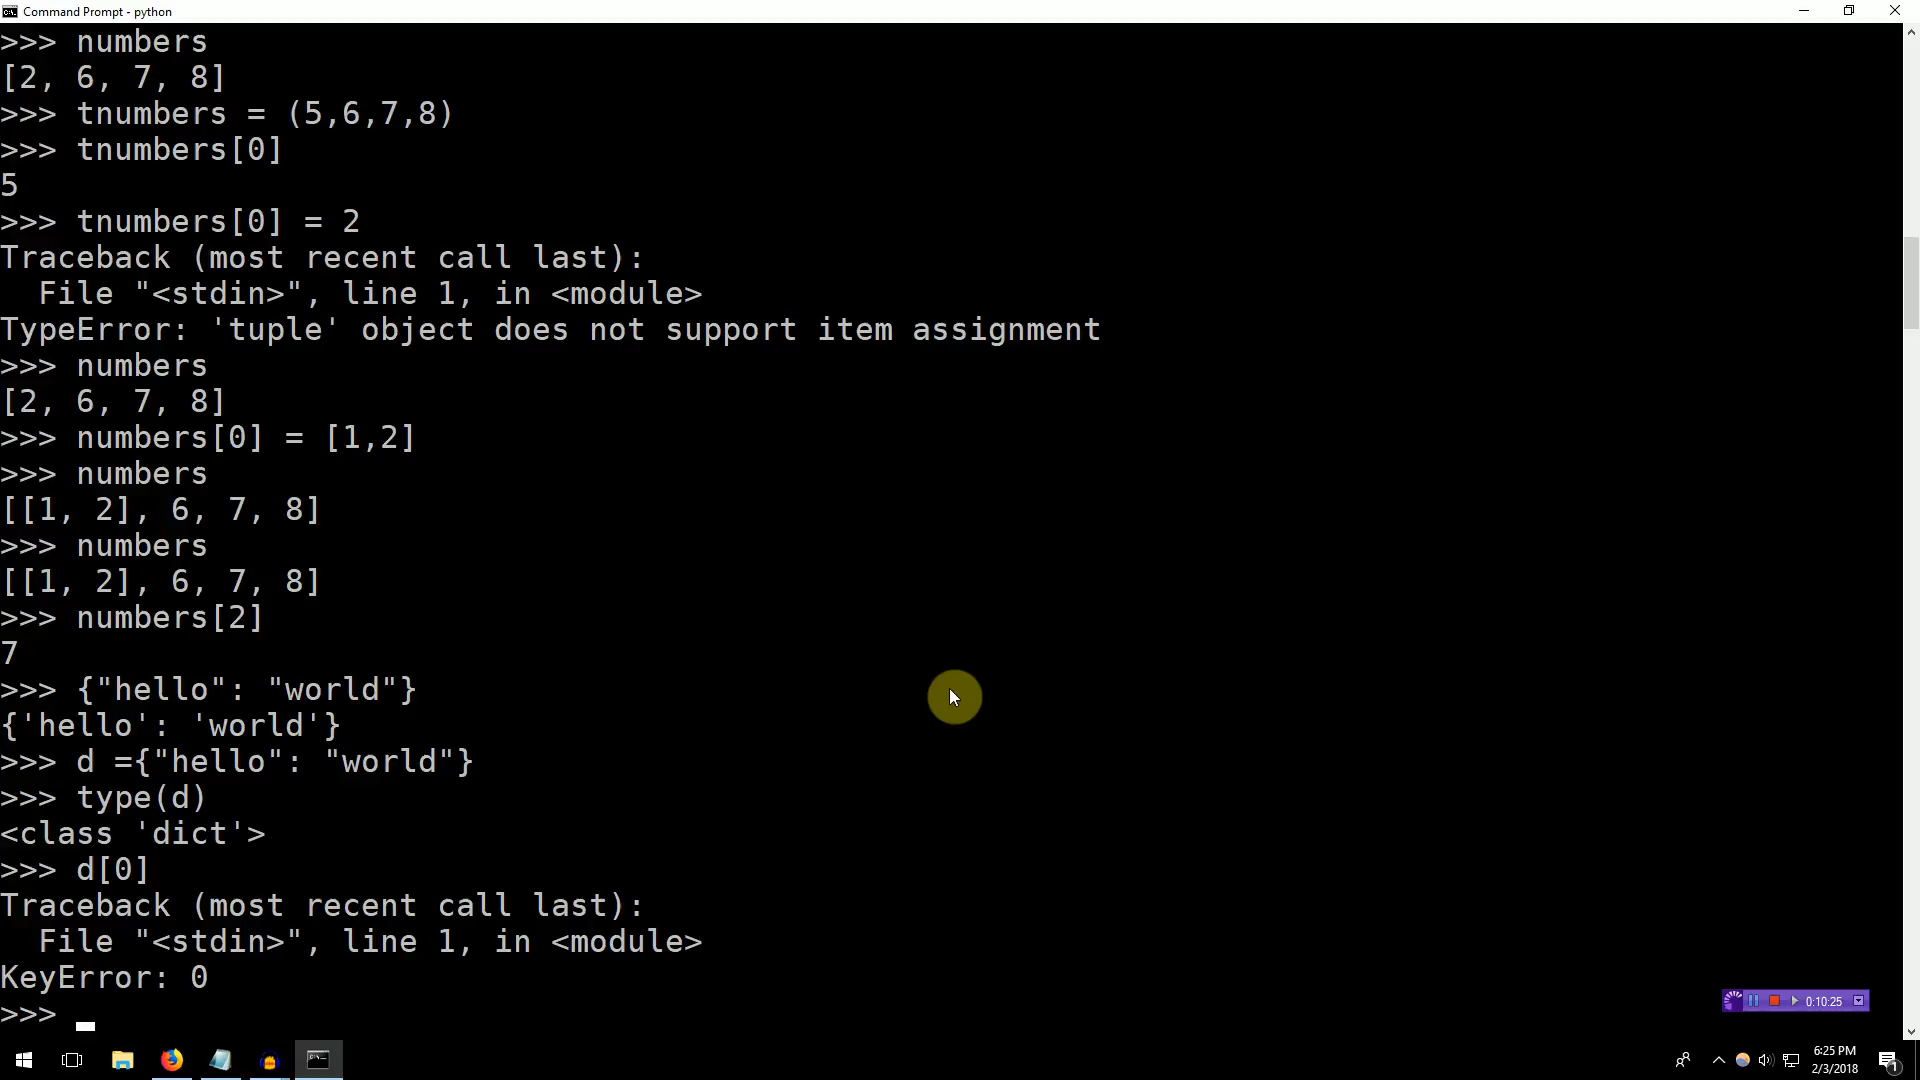 Command Prompt - python
>>> numbers
[2, 6, 7, 8]
>>> tnumbers = (5,6,7,8)
>>> tnumbers[0]
5
>>> tnumbers[0] = 2
Traceback (most recent call last):
  File "<stdin>", line 1, in <module>
TypeError: 'tuple' object does not support item assignment
>>> numbers
[2, 6, 7, 8]
>>> numbers[0] = [1,2]
>>> numbers
[[1, 2], 6, 7, 8]
>>> numbers
[[1, 2], 6, 7, 8]
>>> numbers[2]
7
>>> {"hello": "world"}
{'hello': 'world'}
>>> d ={"hello": "world"}
>>> type(d)
<class 'dict'>
>>> d[0]
Traceback (most recent call last):
  File "<stdin>", line 1, in <module>
KeyError: 0
>>>
0:10:25
6:25 PM
2/3/2018
1